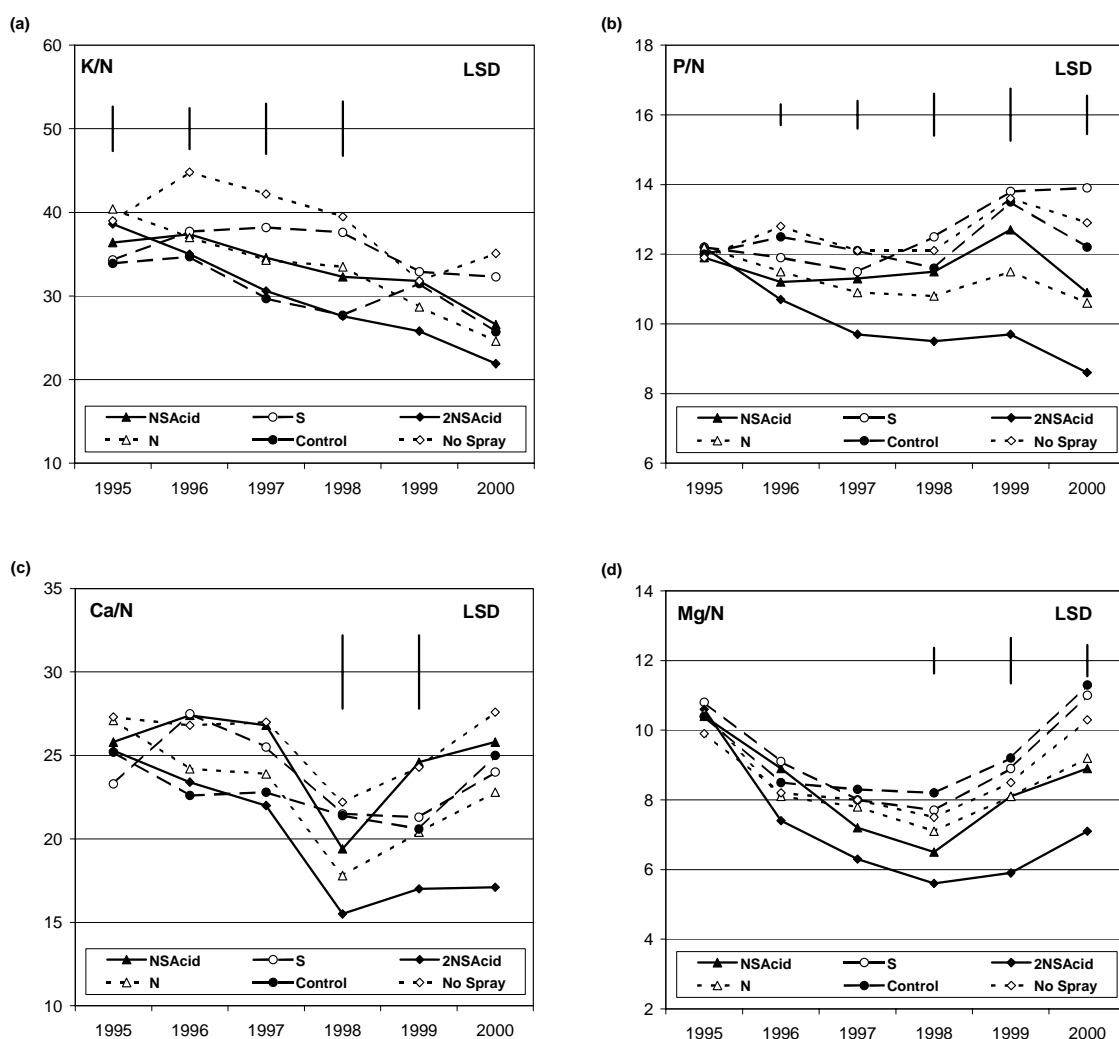 (a)
K/N LSD
60
50
40
30
20
10
NSAcid S 2NSAcid
N Control No Spray
1995 1996 1997 1998 1999 2000
(b)
P/N LSD
18
16
14
12
10
8
6
NSAcid S 2NSAcid
N Control No Spray
1995 1996 1997 1998 1999 2000
(c)
Ca/N LSD
35
30
25
20
15
10
NSAcid S 2NSAcid
N Control No Spray
1995 1996 1997 1998 1999 2000
(d)
Mg/N LSD
14
12
10
8
6
4
2
NSAcid S 2NSAcid
N Control No Spray
1995 1996 1997 1998 1999 2000